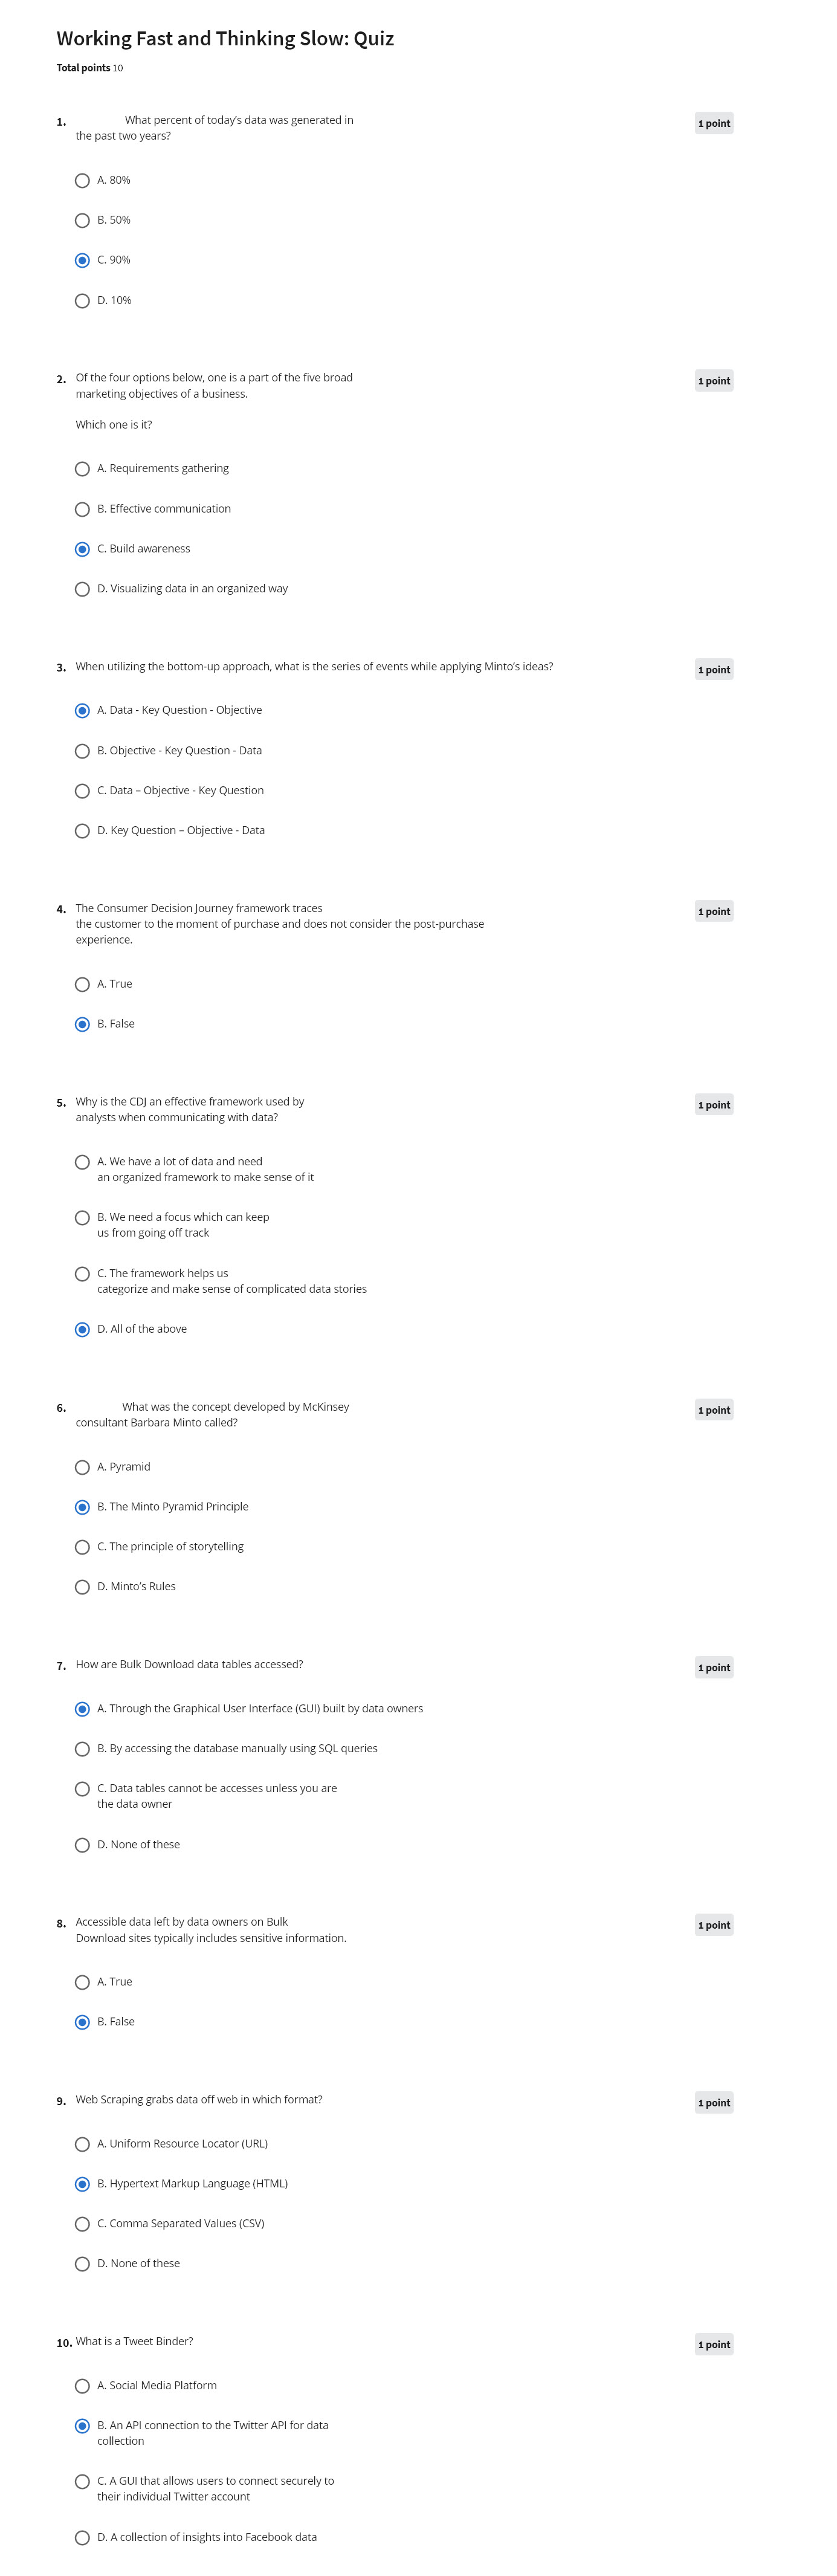 Working Fast and Thinking Slow: Quiz
Total points 10
1. What percent of today's data was generated in 1 point
the past two years?
A. 80%
B. 50%
C. 90%
D. 10%
2. Of the four options below, one is a part of the five broad 1 point
marketing objectives of a business.
Which one is it?
A. Requirements gathering
B. Effective communication
C. Build awareness
D. Visualizing data in an organized way
3. When utilizing the bottom-up approach, what is the series of events while applying Minto's ideas? 1 point
A. Data - Key Question - Objective
B. Objective - Key Question - Data
C. Data – Objective - Key Question
D. Key Question – Objective - Data
4. The Consumer Decision Journey framework traces 1 point
the customer to the moment of purchase and does not consider the post-purchase
experience.
A. True
B. False
5. Why is the CDJ an effective framework used by 1 point
analysts when communicating with data?
A. We have a lot of data and need
an organized framework to make sense of it
B. We need a focus which can keep
us from going off track
C. The framework helps us
categorize and make sense of complicated data stories
D. All of the above
6. What was the concept developed by McKinsey 1 point
consultant Barbara Minto called?
A. Pyramid
B. The Minto Pyramid Principle
C. The principle of storytelling
D. Minto's Rules
7. How are Bulk Download data tables accessed? 1 point
A. Through the Graphical User Interface (GUI) built by data owners
B. By accessing the database manually using SQL queries
C. Data tables cannot be accesses unless you are
the data owner
D. None of these
8. Accessible data left by data owners on Bulk 1 point
Download sites typically includes sensitive information.
A. True
B. False
9. Web Scraping grabs data off web in which format? 1 point
A. Uniform Resource Locator (URL)
B. Hypertext Markup Language (HTML)
C. Comma Separated Values (CSV)
D. None of these
10. What is a Tweet Binder? 1 point
A. Social Media Platform
B. An API connection to the Twitter API for data
collection
C. A GUI that allows users to connect securely to
their individual Twitter account
D. A collection of insights into Facebook data